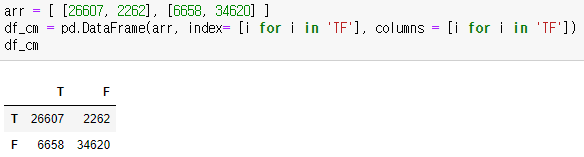 arr = [ [26607, 2262], [6658, 34620] ]
df_cm = pd.DataFrame(arr, index= [i for i in 'TF'], columns = [i for i in 'TF'])
df_cm
T F
T 26607 2262
F 6658 34620